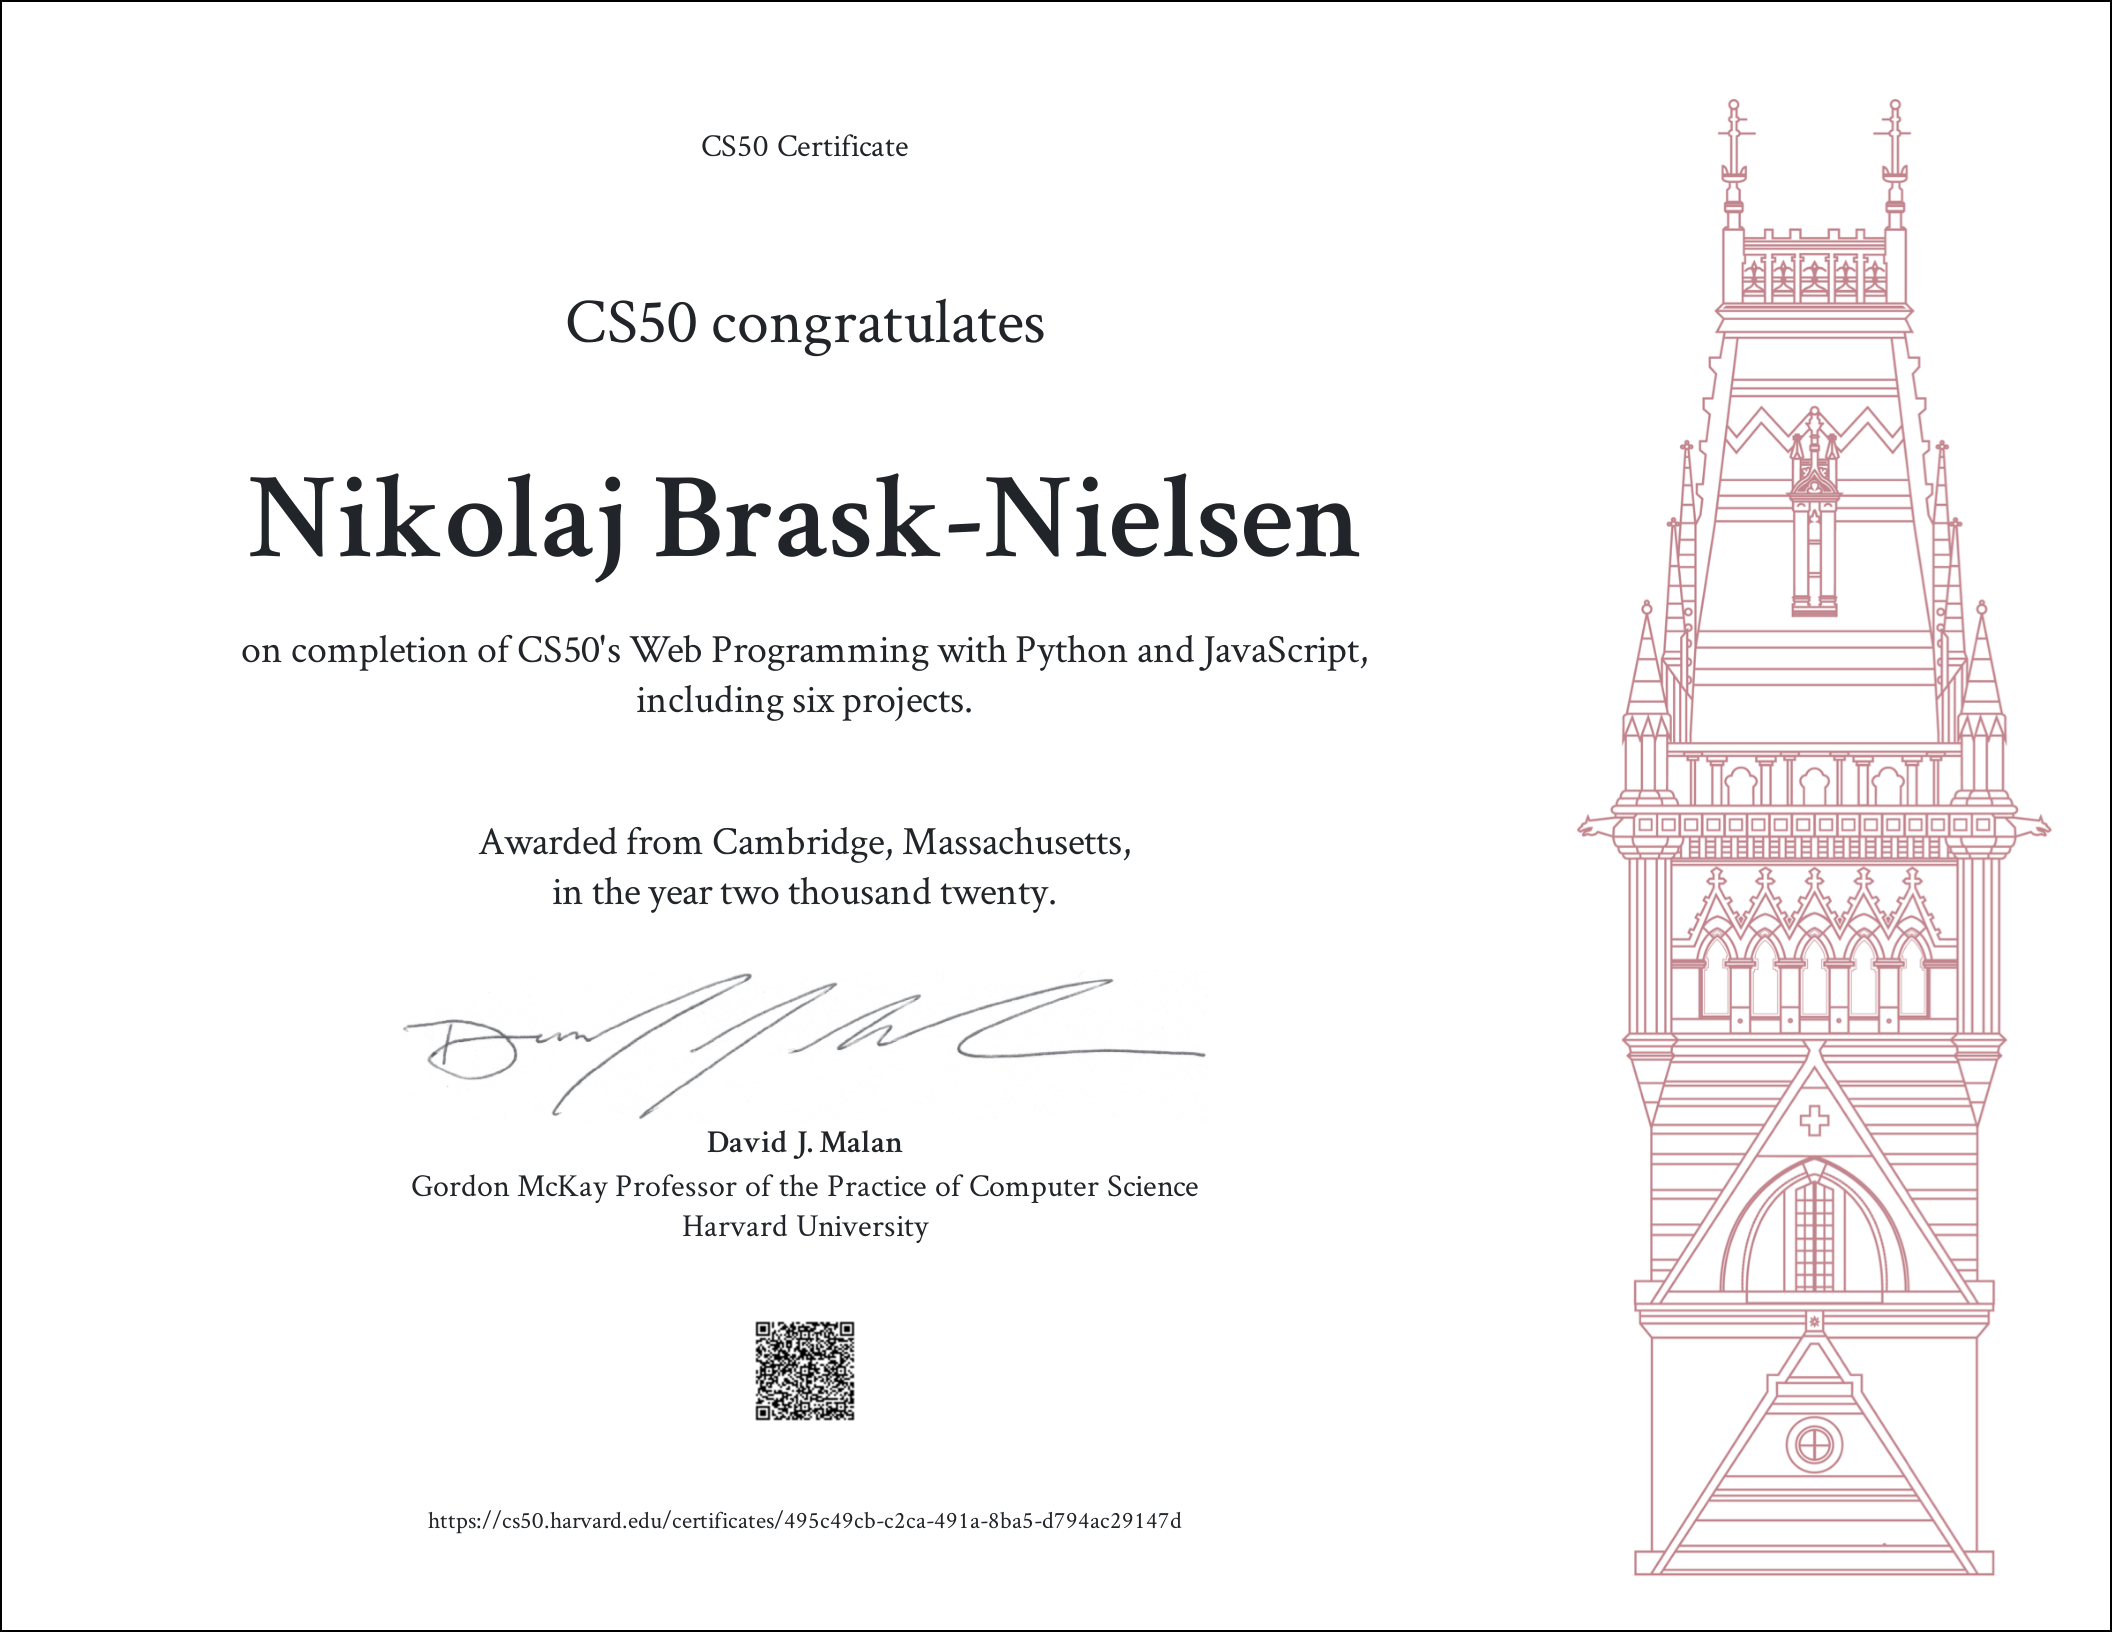 CS50 Certificate
CS50 congratulates
Nikolaj Brask-Nielsen
on completion of CS50's Web Programming with Python and JavaScript,
including six projects.
Awarded from Cambridge, Massachusetts,
in the year two thousand twenty.
David J. Malan
Gordon McKay Professor of the Practice of Computer Science
Harvard University
https://cs50.harvard.edu/certificates/495c49cb-c2ca-491a-8ba5-d794ac29147d